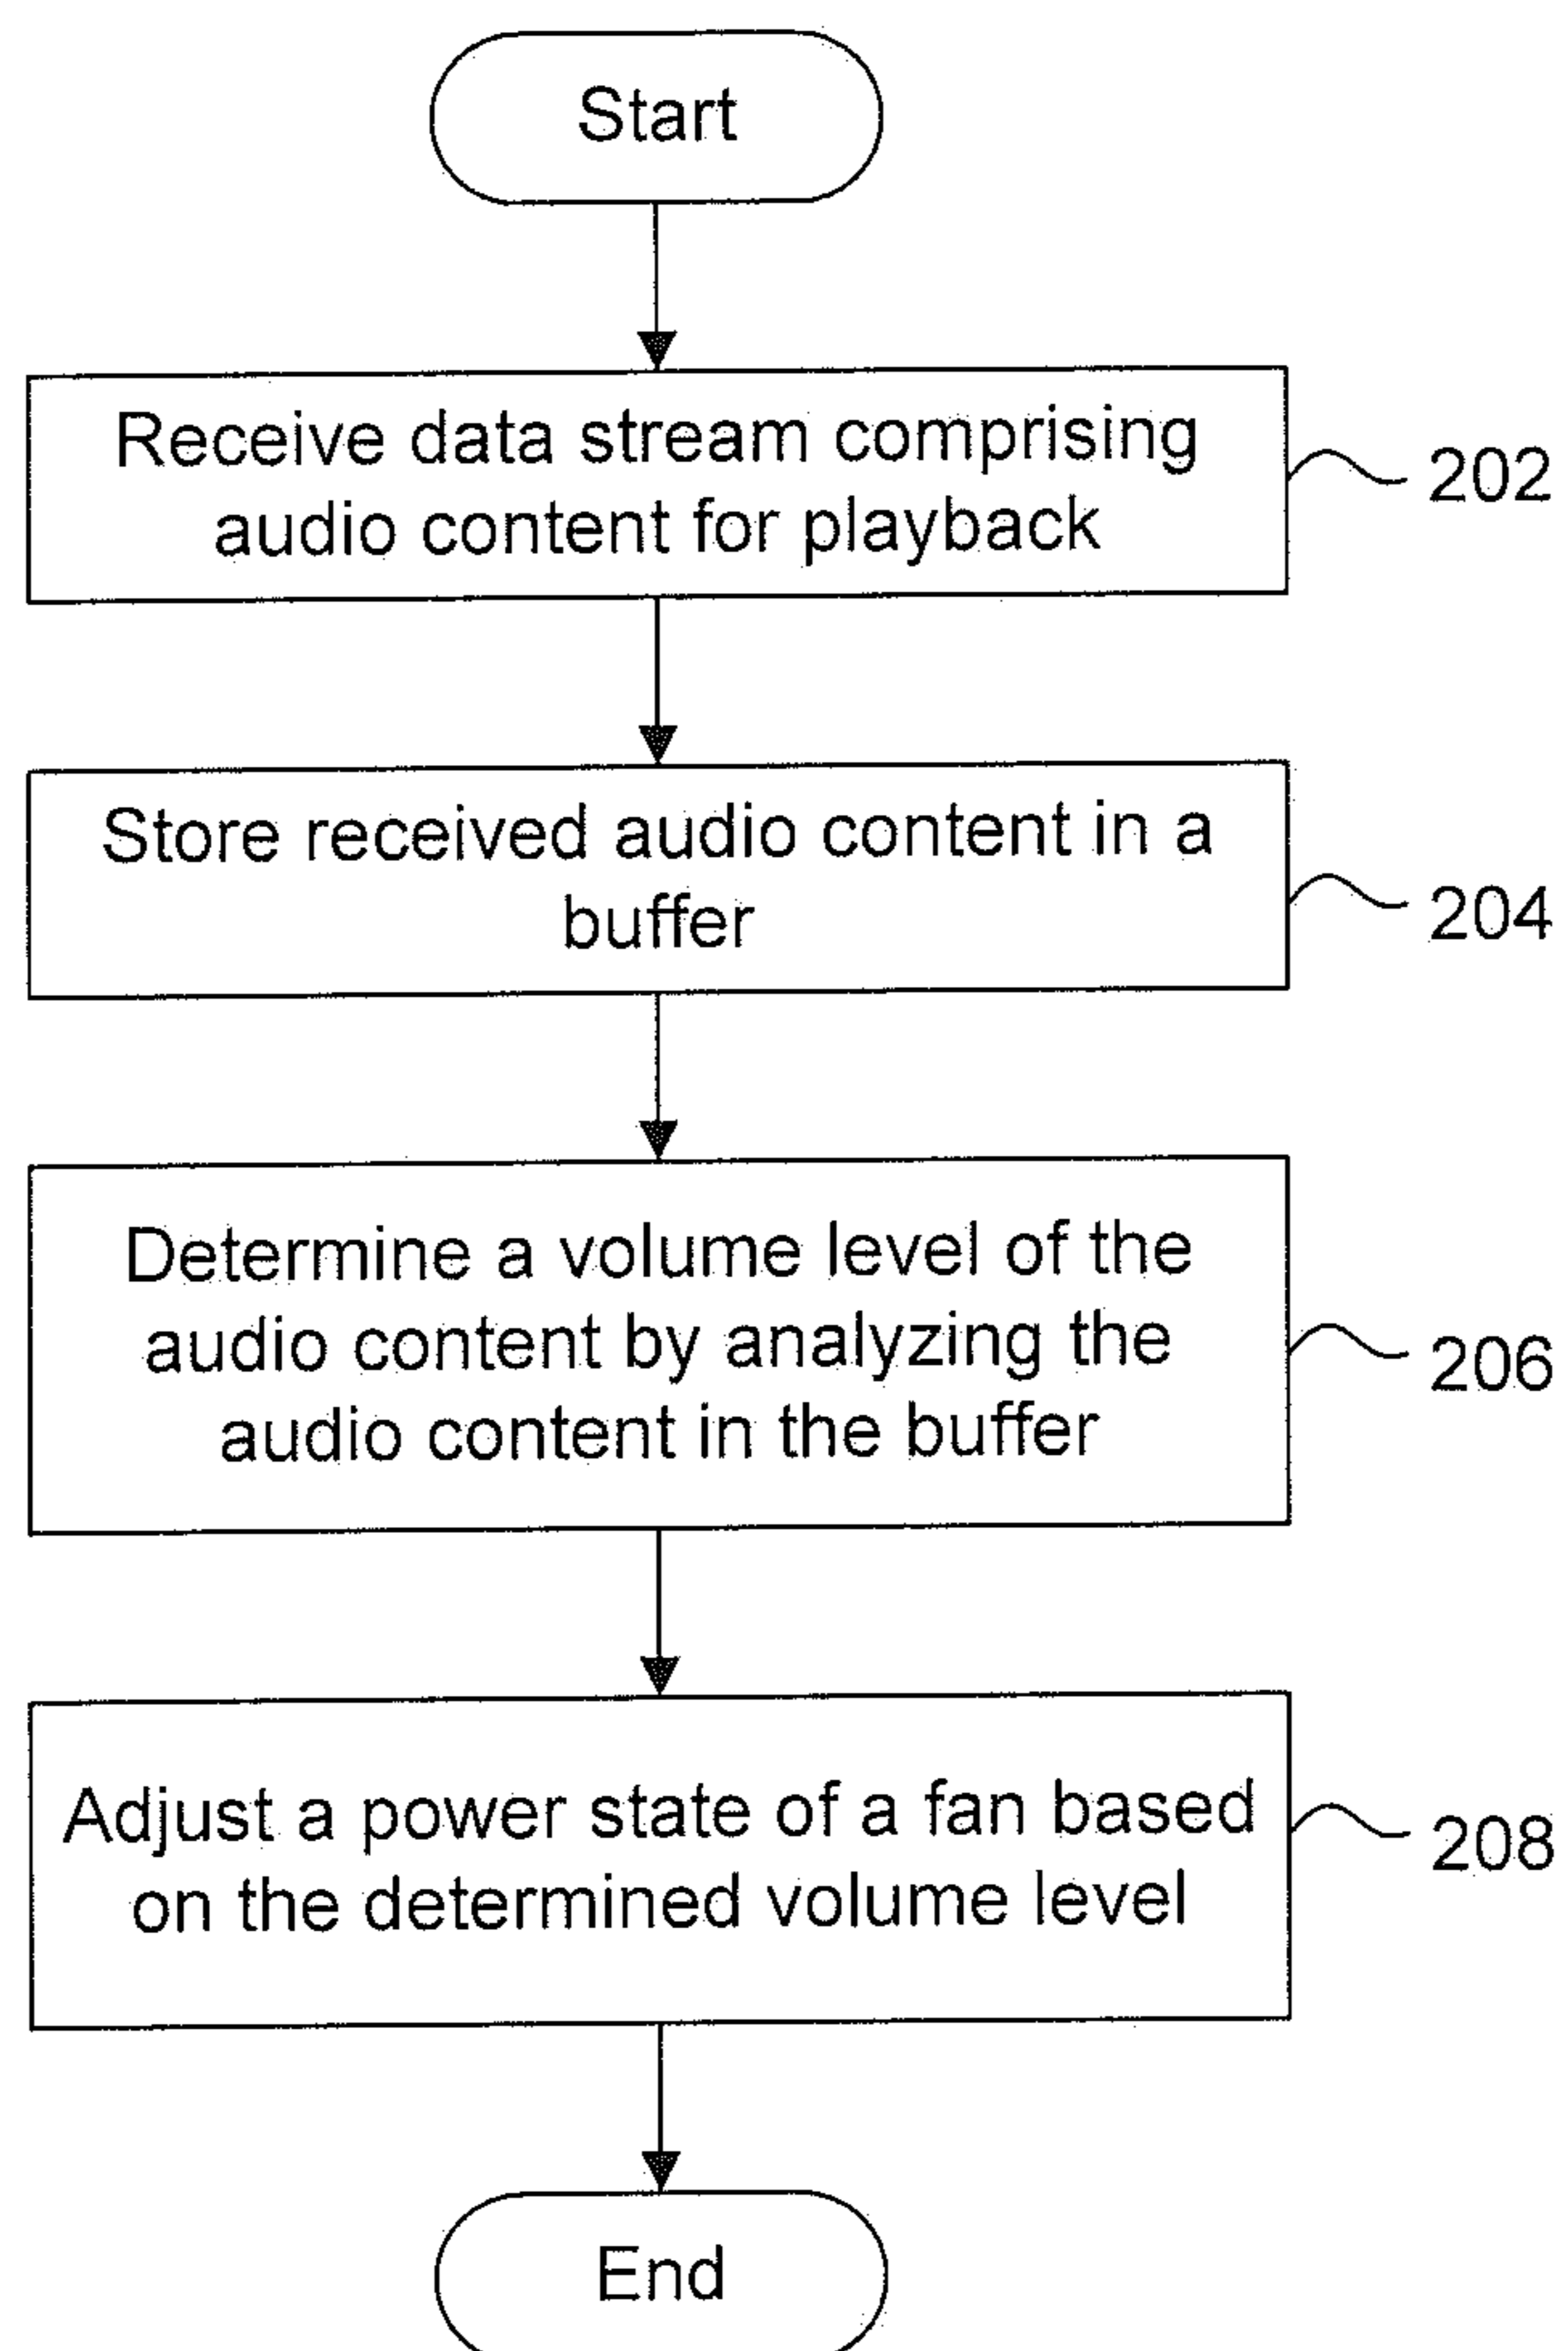 Start
Receive data stream comprising
audio content for playback
202
Store received audio content in a
buffer
204
Determine a volume level of the
audio content by analyzing the
audio content in the buffer
206
Adjust a power state of a fan based
on the determined volume level
208
End